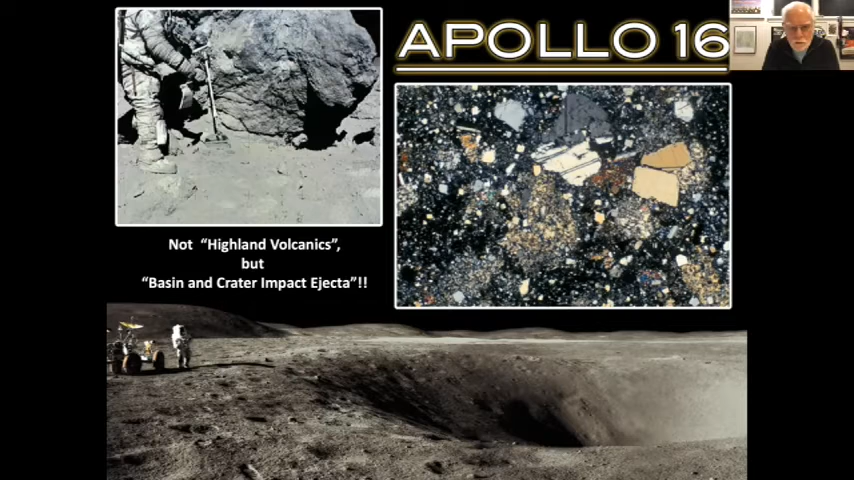 APOLLO 16
Not “Highland Volcanics”,
but
“Basin and Crater Impact Ejecta”!!